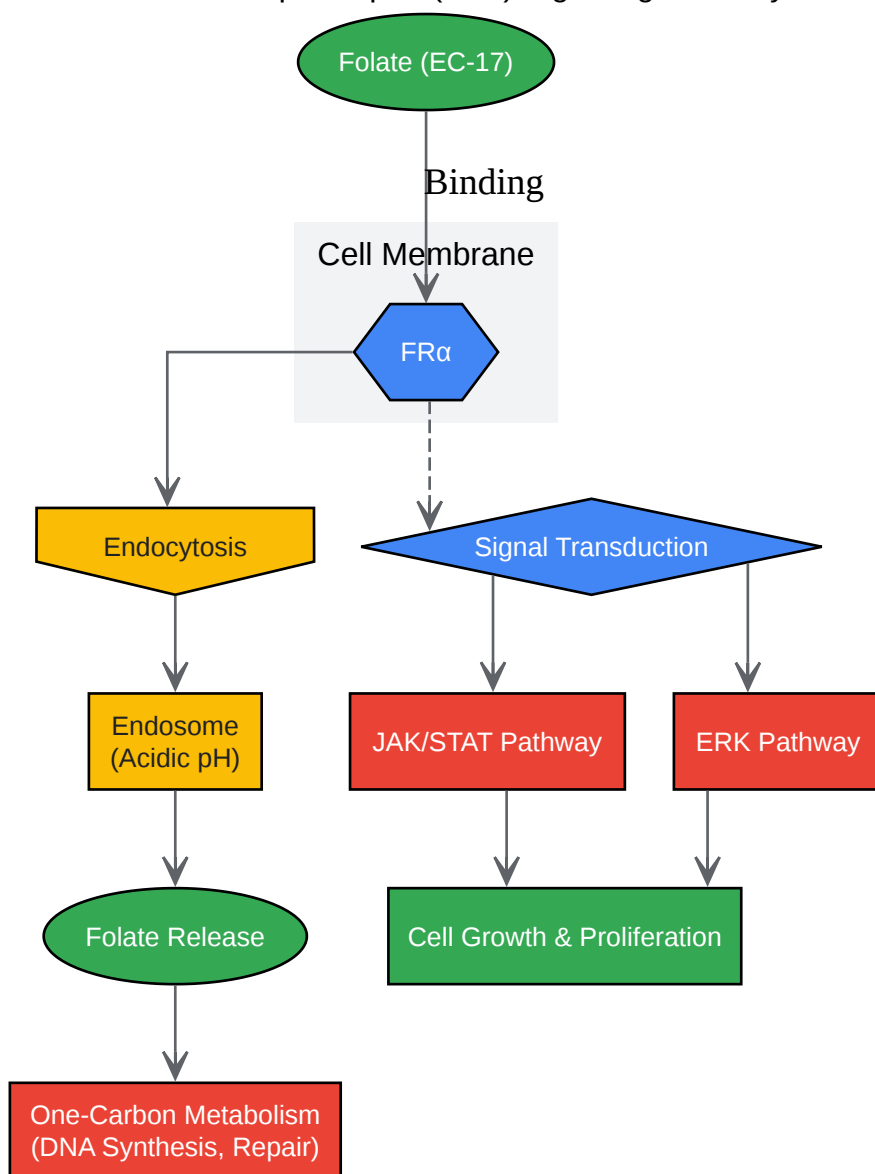 Folate (EC-17)
Binding
Cell Membrane
FRα
Endocytosis
Signal Transduction
Endosome
(Acidic pH)
JAK/STAT Pathway
ERK Pathway
Folate Release
Cell Growth & Proliferation
One-Carbon Metabolism
(DNA Synthesis, Repair)